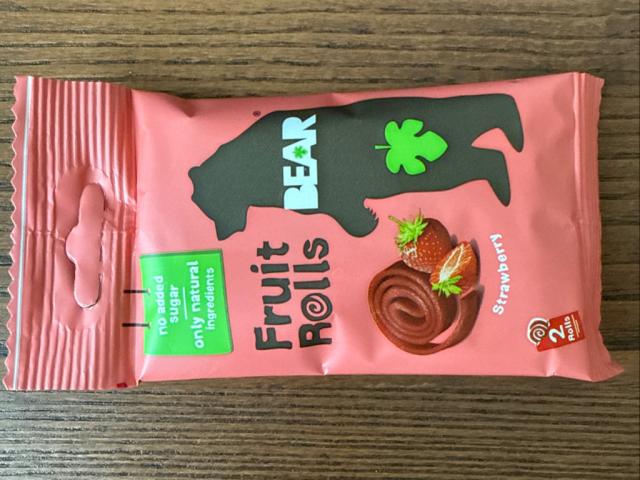 BEAR
®
no added
sugar
only natural
ingredients
Fruit
Rolls
Strawberry
2
Rolls